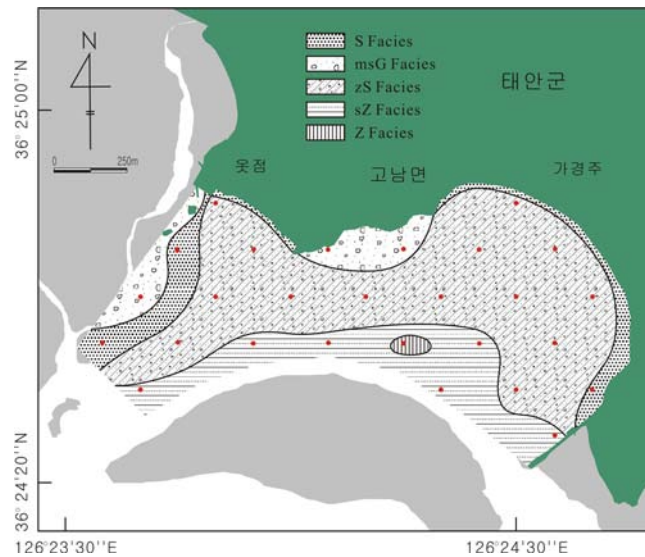 N
250m
0
S Facies
msG Facies
zS Facies
sZ Facies
Z Facies
태안군
옷점
고남면
가경주
36° 25'00''N
36° 24'20''N
126°23'30''E
126°24'30''E